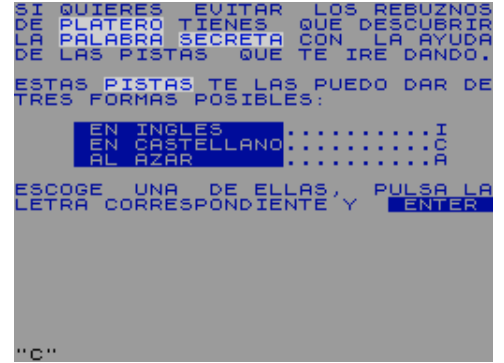 SI QUIERES EVITAR LOS REBUZNOS
DE PLATERO TIENES QUE DESCUBRIR
LA PALABRA SECRETA CON LA AYUDA
DE LAS PISTAS QUE TE IRE DANDO.
ESTAS PISTAS TE LAS PUEDO DAR DE
TRES FORMAS POSIBLES:
EN INGLES..........I
EN CASTELLANO..........C
AL AZAR..........A
ESCOGE UNA DE ELLAS, PULSA LA
LETRA CORRESPONDIENTE Y ENTER
"C"